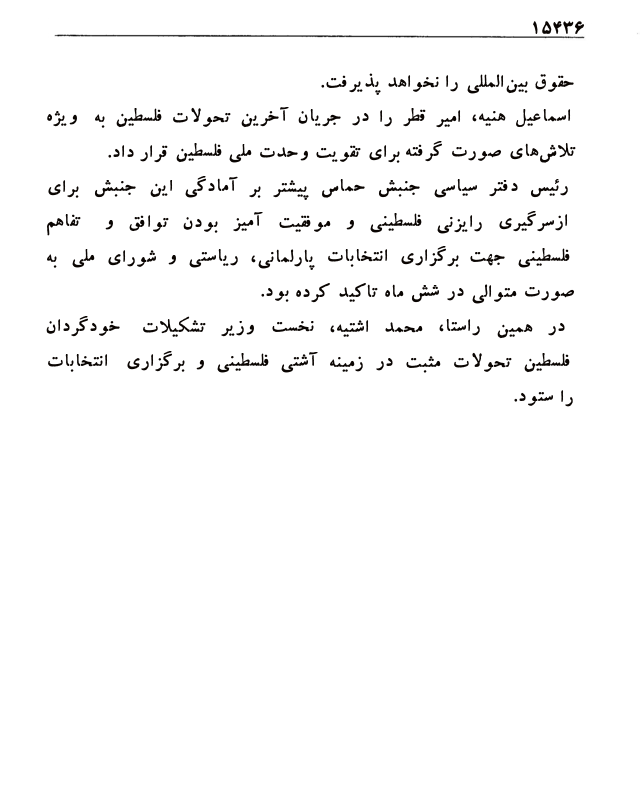 ۱۵۴۳۶
حقوق بین‌المللی را نخواهد پذیرفت.
اسماعیل هنیه، امیر قطر را در جریان آخرین تحولات فلسطین به ویژه
تلاش‌های صورت گرفته برای تقویت وحدت ملی فلسطین قرار داد.
رئیس دفتر سیاسی جنبش حماس پیشتر بر آمادگی این جنبش برای
ازسرگیری رایزنی فلسطینی و موفقیت آمیز بودن توافق و تفاهم
فلسطینی جهت برگزاری انتخابات پارلمانی، ریاستی و شورای ملی به
صورت متوالی در شش ماه تاکید کرده بود.
در همین راستا، محمد اشتیه، نخست وزیر تشکیلات خودگردان
فلسطین تحولات مثبت در زمینه آشتی فلسطینی و برگزاری انتخابات
را ستود.